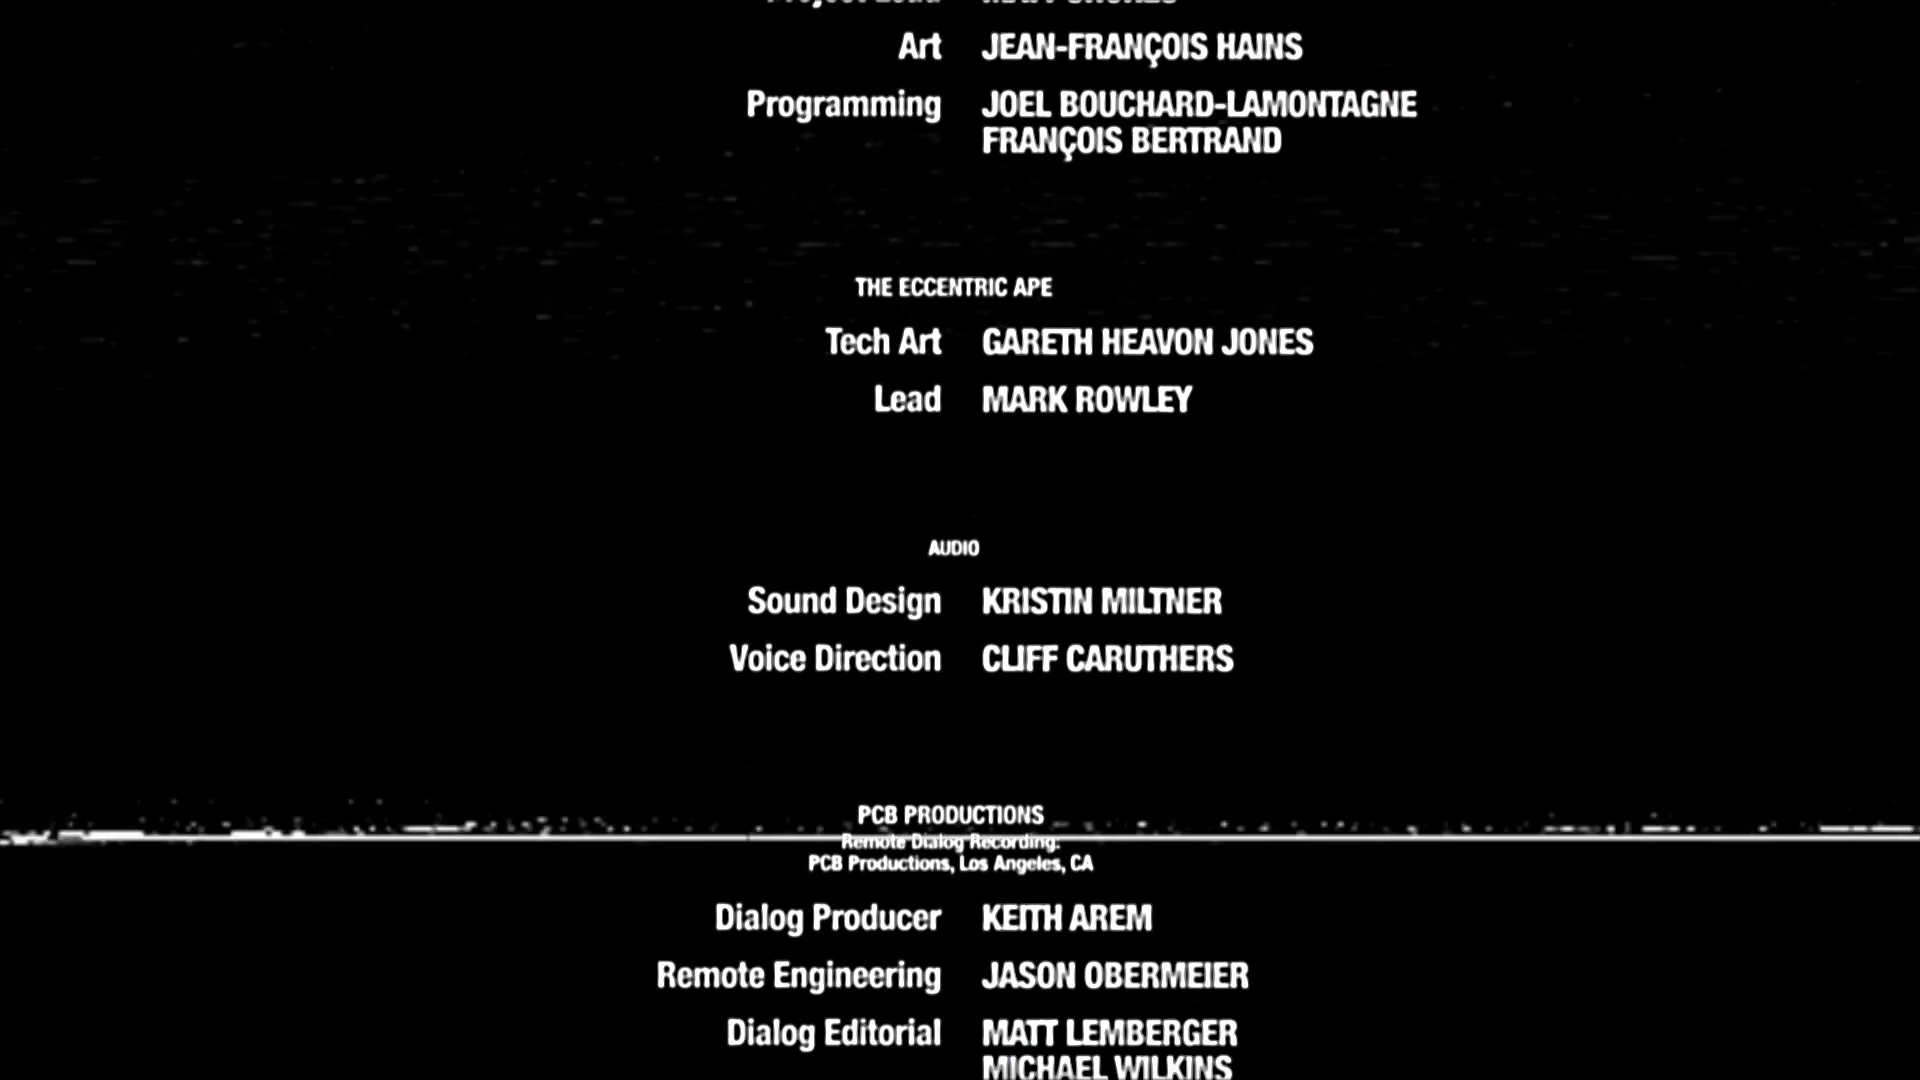 Project Lead
Art JEAN-FRANÇOIS HAINS
Programming JOEL BOUCHARD-LAMONTAGNE
FRANÇOIS BERTRAND
THE ECCENTRIC APE
Tech Art GARETH HEAVON JONES
Lead MARK ROWLEY
AUDIO
Sound Design KRISTIN MILTNER
Voice Direction CLIFF CARUTHERS
PCB PRODUCTIONS
Remote Dialog Recording:
PCB Productions, Los Angeles, CA
Dialog Producer KEITH AREM
Remote Engineering JASON OBERMEIER
Dialog Editorial MATT LEMBERGER
MICHAEL WILKINS